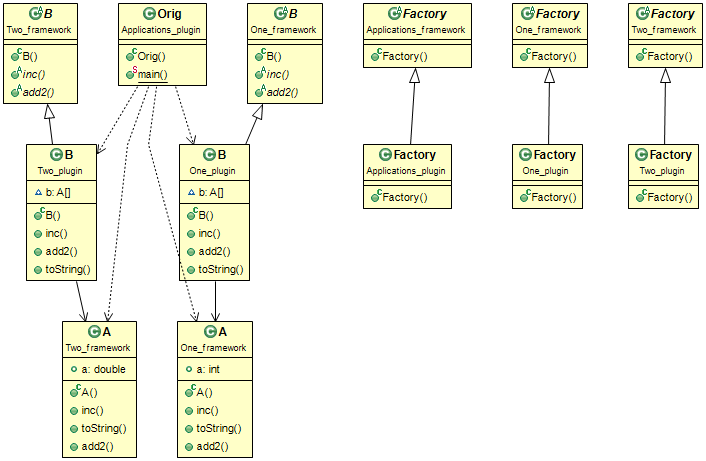 B
Two_framework
B()
inc()
add2()
Orig
Applications_plugin
Orig()
main()
B
One_framework
B()
inc()
add2()
Factory
Applications_framework
Factory()
Factory
One_framework
Factory()
Factory
Two_framework
Factory()
B
Two_plugin
b: A[]
B()
inc()
add2()
toString()
B
One_plugin
b: A[]
B()
inc()
add2()
toString()
Factory
Applications_plugin
Factory()
Factory
One_plugin
Factory()
Factory
Two_plugin
Factory()
A
Two_framework
a: double
A()
inc()
toString()
add2()
A
One_framework
a: int
A()
inc()
toString()
add2()